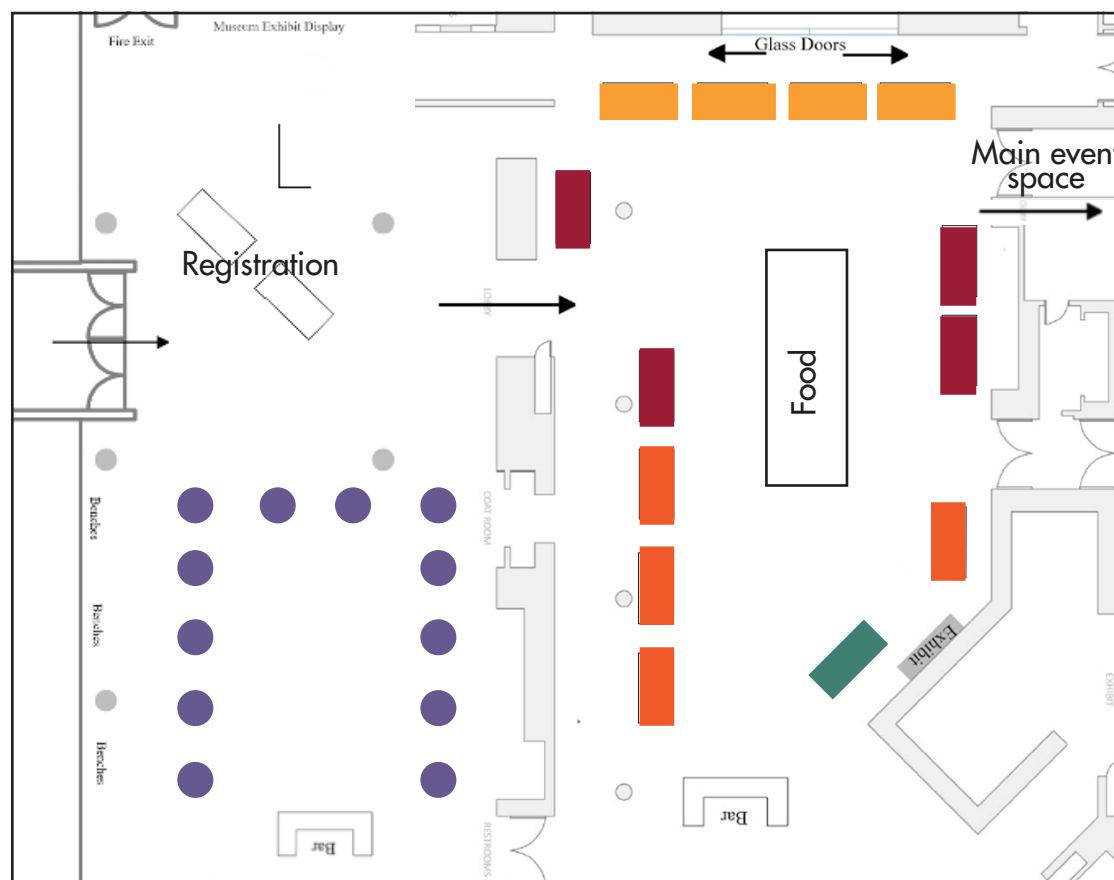 Fire Exit
Museum Exhibit Display
Glass Doors
Main event
space
Registration
LOBBY
Food
Benches
COAT ROOM
Benches
Exhibit
EXHIBIT
Benches
Bar
Bar
RESTROOMS